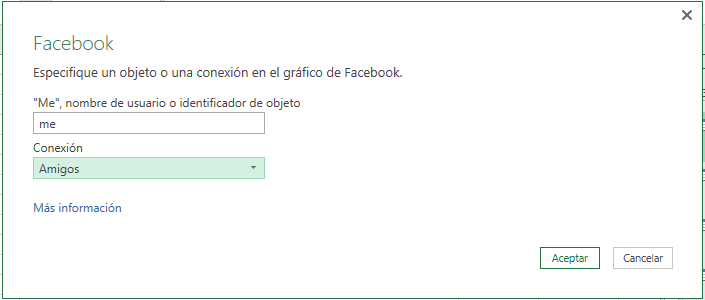 Facebook
Especifique un objeto o una conexión en el gráfico de Facebook.
"Me", nombre de usuario o identificador de objeto
me
Conexión
Amigos
Más información
Aceptar
Cancelar